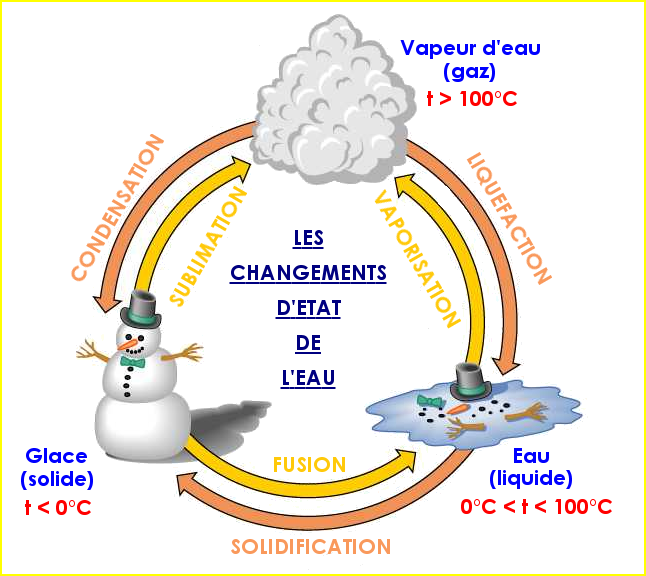 Vapeur d'eau
(gaz)
t > 100°C
CONDENSATION
SUBLIMATION
VAPORISATION
LIQUEFACTION
LES
CHANGEMENTS
D'ETAT
DE
L'EAU
Glace
(solide)
t < 0°C
FUSION
Eau
(liquide)
0°C < t < 100°C
SOLIDIFICATION